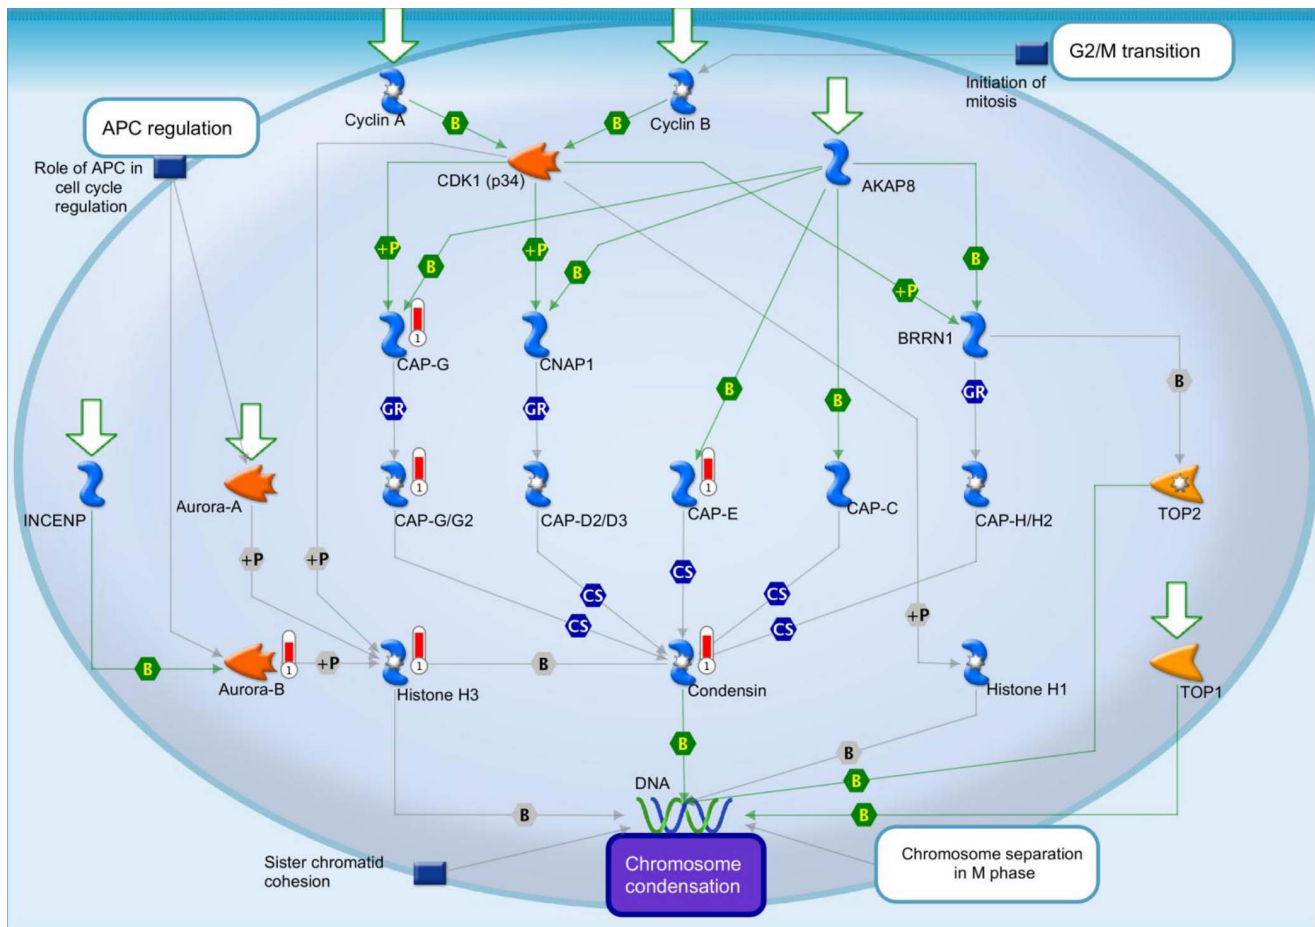 G2/M transition
Initiation of
mitosis
Cyclin A
B
B
Cyclin B
APC regulation
Role of APC in
cell cycle
regulation
CDK1 (p34)
AKAP8
+P
B
+P
B
B
+P
CAP-G
1
CNAP1
BRRN1
GR
GR
B
B
GR
B
INCENP
Aurora-A
CAP-G/G2
1
CAP-D2/D3
CAP-E
1
CAP-C
CAP-H/H2
TOP2
+P
+P
CS
CS
CS
CS
CS
+P
B
Aurora-B
1
+P
Histone H3
1
B
Condensin
1
Histone H1
TOP1
B
B
B
DNA
B
B
Sister chromatid
cohesion
Chromosome
condensation
Chromosome separation
in M phase